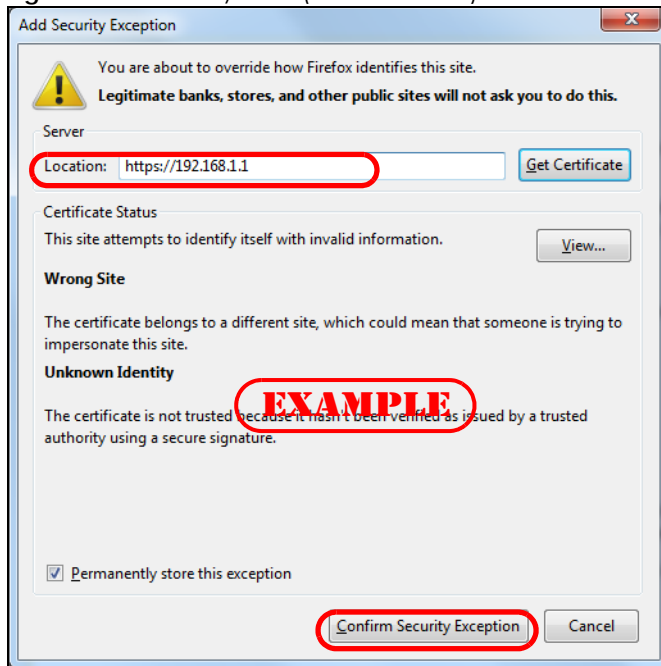 Add Security Exception
You are about to override how Firefox identifies this site.
Legitimate banks, stores, and other public sites will not ask you to do this.
Server
Location: https://192.168.1.1 Get Certificate
Certificate Status
This site attempts to identify itself with invalid information. View...
Wrong Site
The certificate belongs to a different site, which could mean that someone is trying to
impersonate this site.
Unknown Identity
EXAMPLE
The certificate is not trusted because it hasn't been verified as issued by a trusted
authority using a secure signature.
Permanently store this exception
Confirm Security Exception Cancel